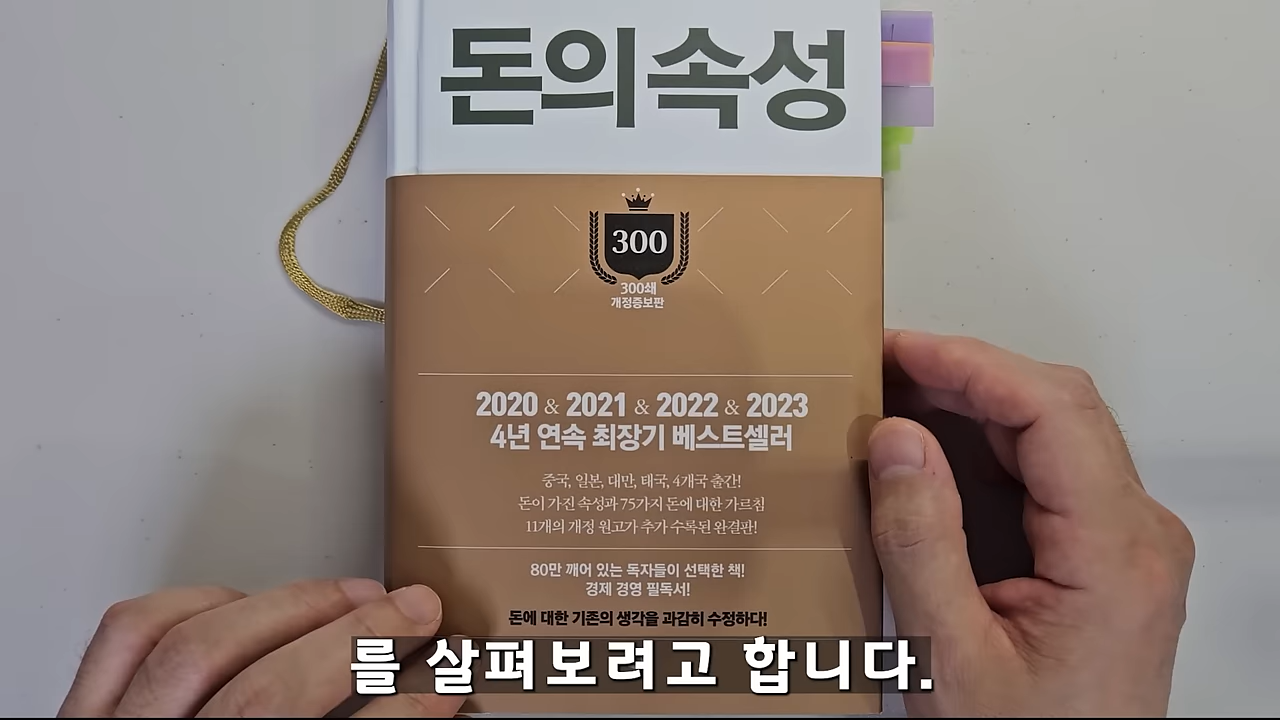 돈의 속성
300
300쇄
개정증보판
2020 & 2021 & 2022 & 2023
4년 연속 최장기 베스트셀러
중국, 일본, 대만, 태국, 4개국 출간!
돈이 가진 속성과 75가지 돈에 대한 가르침
11개의 개정 원고가 추가 수록된 완결판!
80만 깨어 있는 독자들이 선택한 책!
경제 경영 필독서!
돈에 대한 기존의 생각을 과감히 수정하다!
를 살펴보려고 합니다.